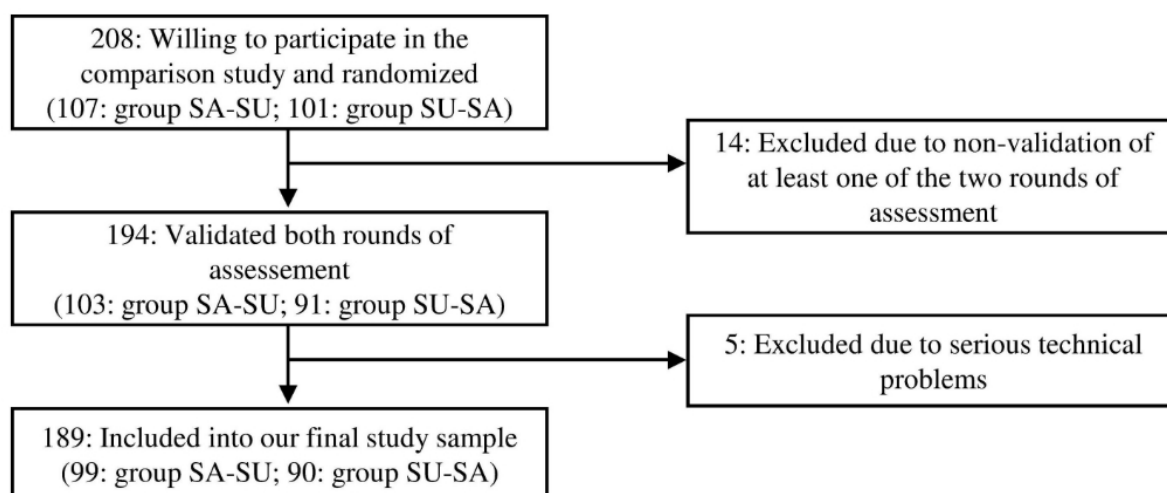 208: Willing to participate in the
comparison study and randomized
(107: group SA-SU; 101: group SU-SA)
14: Excluded due to non-validation of
at least one of the two rounds of
assessment
194: Validated both rounds of
assessement
(103: group SA-SU; 91: group SU-SA)
5: Excluded due to serious technical
problems
189: Included into our final study sample
(99: group SA-SU; 90: group SU-SA)